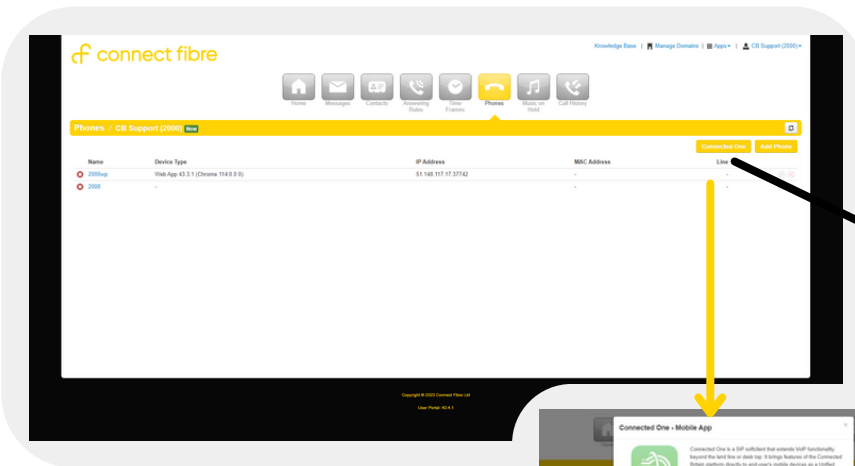 connect fibre
Knowledge Base | Manage Domains | Apps | CB Support (2000)
Home Messages Contacts Answering Rules Time Frames Phones Music on Hold Call History
Phones / CB Support (2000) New
Connected One Add Phone
Name Device Type IP Address MAC Address Line
2000wp Web App 43.3.1 (Chrome 114.0.0.0) 51.148.117.17:37742 - -
2000 - - -
Copyright © 2023 Connect Fibre Ltd
User Portal 43.4.1
Connected One - Mobile App ×
Connected One is a SIP softclient that extends VoIP functionality
beyond the land line or desk top. It brings features of the Connected
Britain platform directly to end-user's mobile devices as a Unified